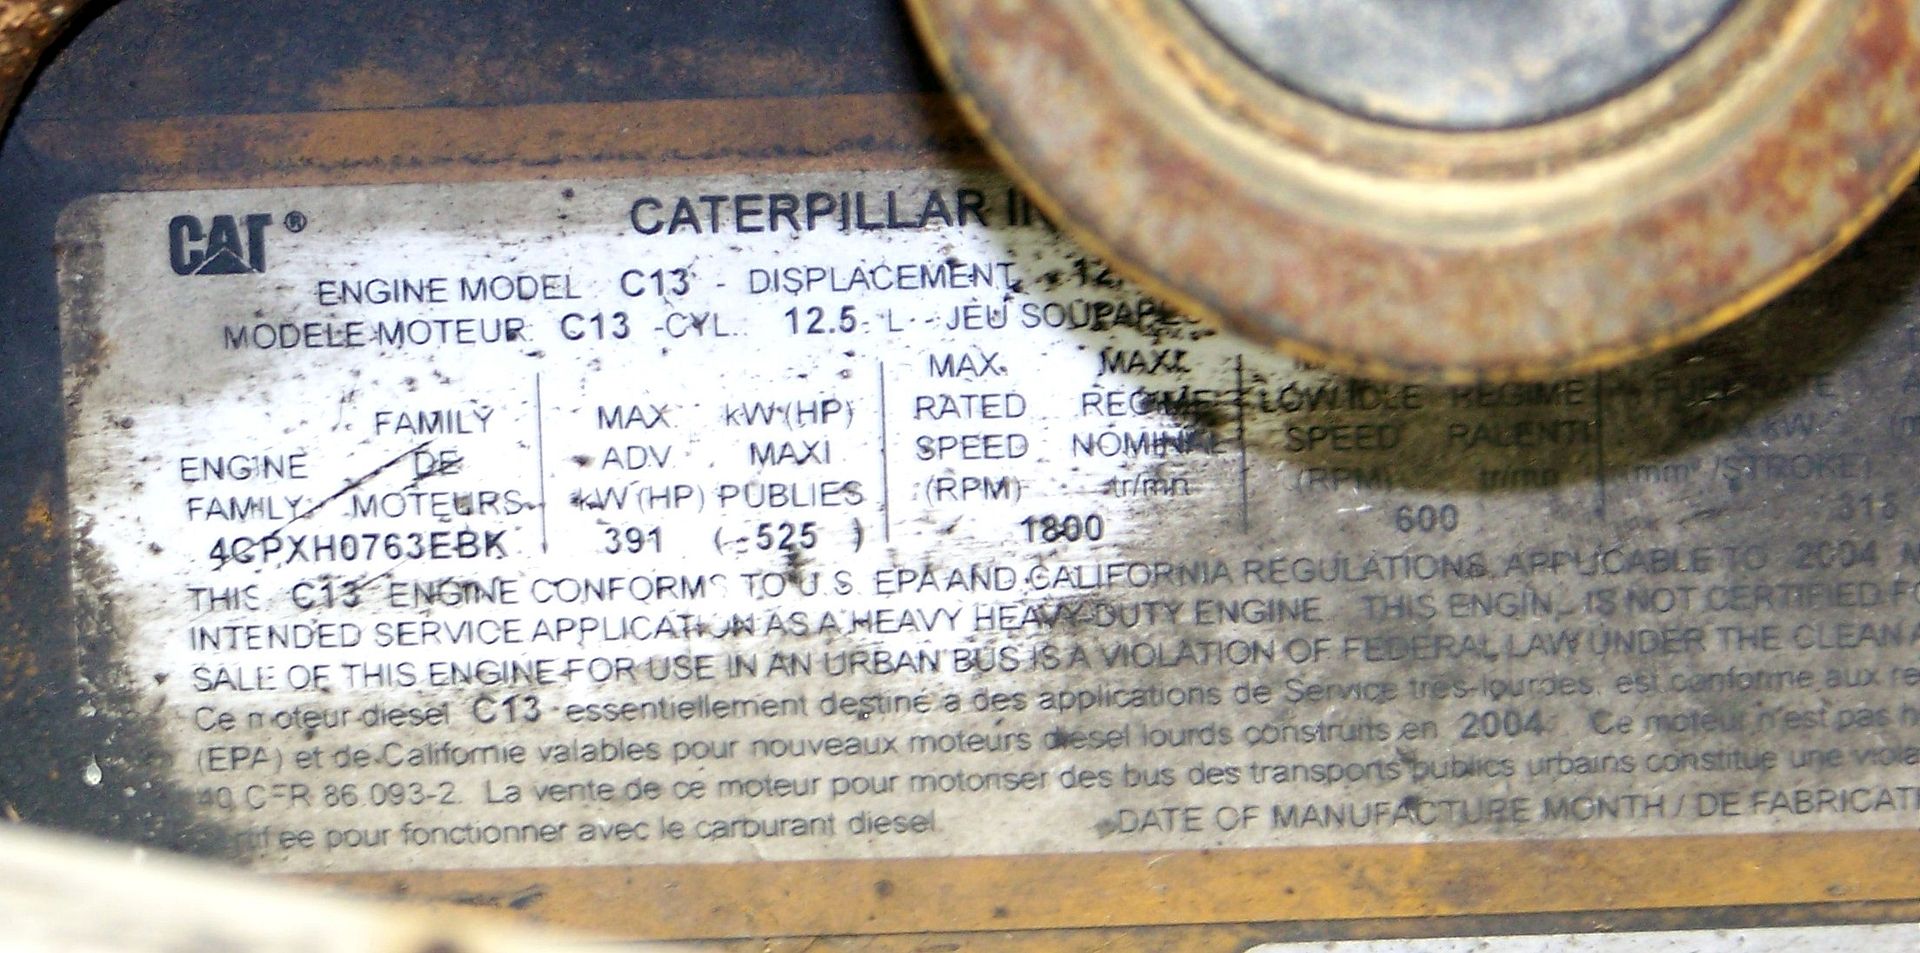 CAT ® CATERPILLAR
ENGINE MODEL C13 - DISPLACEMENT
MODELE MOTEUR C13 - CYL. 12.5 L - JEU
MAX. MAXI.
FAMILY MAX kW (HP) RATED REGIME LOW IDLE REGIME
ENGINE DE ADV. MAXI SPEED NOMINAL SPEED RALENTI
FAMILY MOTEURS kW (HP) PUBLIES (RPM) tr/mn (RPM) tr/mn mm³ /STROKE)
4CPXH0763EBK 391 ( 525 ) 1800 600
THIS C13 ENGINE CONFORMS TO U.S. EPA AND CALIFORNIA REGULATIONS APPLICABLE TO 2004
INTENDED SERVICE APPLICATION AS A HEAVY HEAVY-DUTY ENGINE. THIS ENGINE IS NOT CERTIFIED
SALE OF THIS ENGINE FOR USE IN AN URBAN BUS IS A VIOLATION OF FEDERAL LAW UNDER THE CLEAN
Ce moteur diesel C13 essentiellement destiné à des applications de Service très-lourdes, est conforme aux
(EPA) et de Californie valables pour nouveaux moteurs diesel lourds construits en 2004. Ce moteur n'est pas
40 CFR 86.093-2. La vente de ce moteur pour motoriser des bus des transports publics urbains constitue une
pour fonctionner avec le carburant diesel. DATE OF MANUFACTURE MONTH / DE